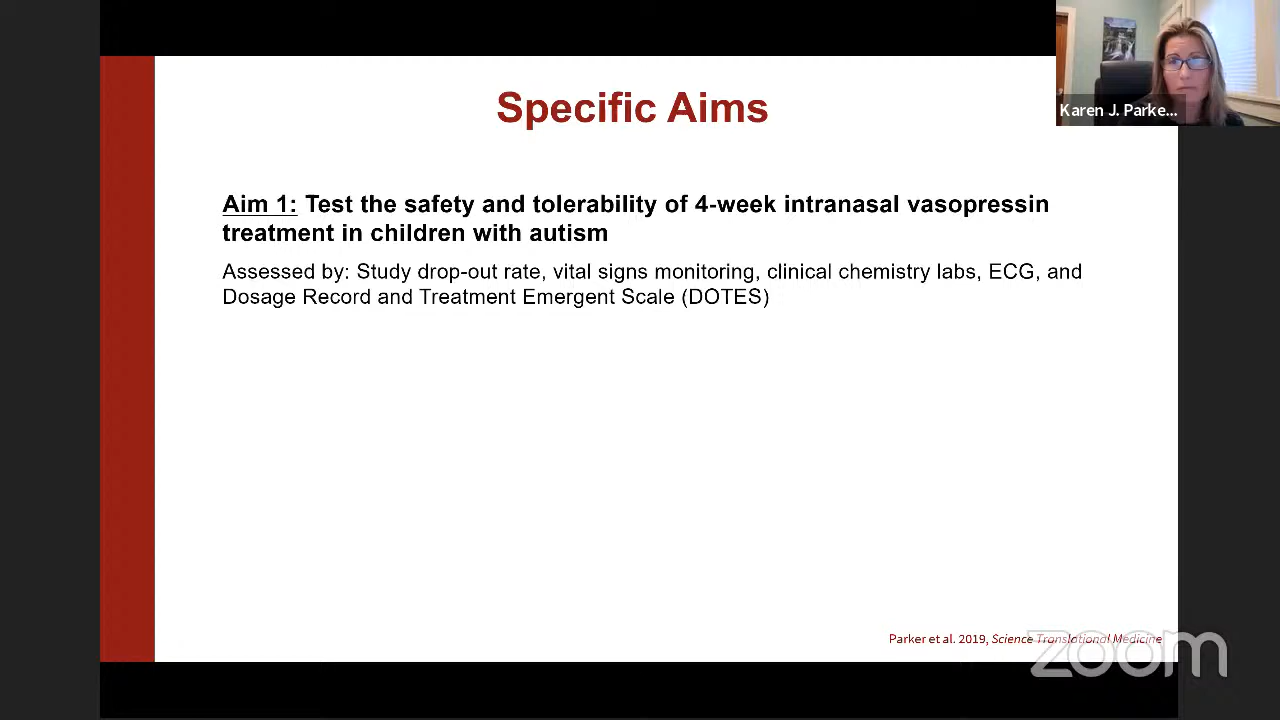 Specific Aims
Karen J. Parke...
Aim 1: Test the safety and tolerability of 4-week intranasal vasopressin
treatment in children with autism
Assessed by: Study drop-out rate, vital signs monitoring, clinical chemistry labs, ECG, and
Dosage Record and Treatment Emergent Scale (DOTES)
Parker et al. 2019, Science Translational Medicine
zoom